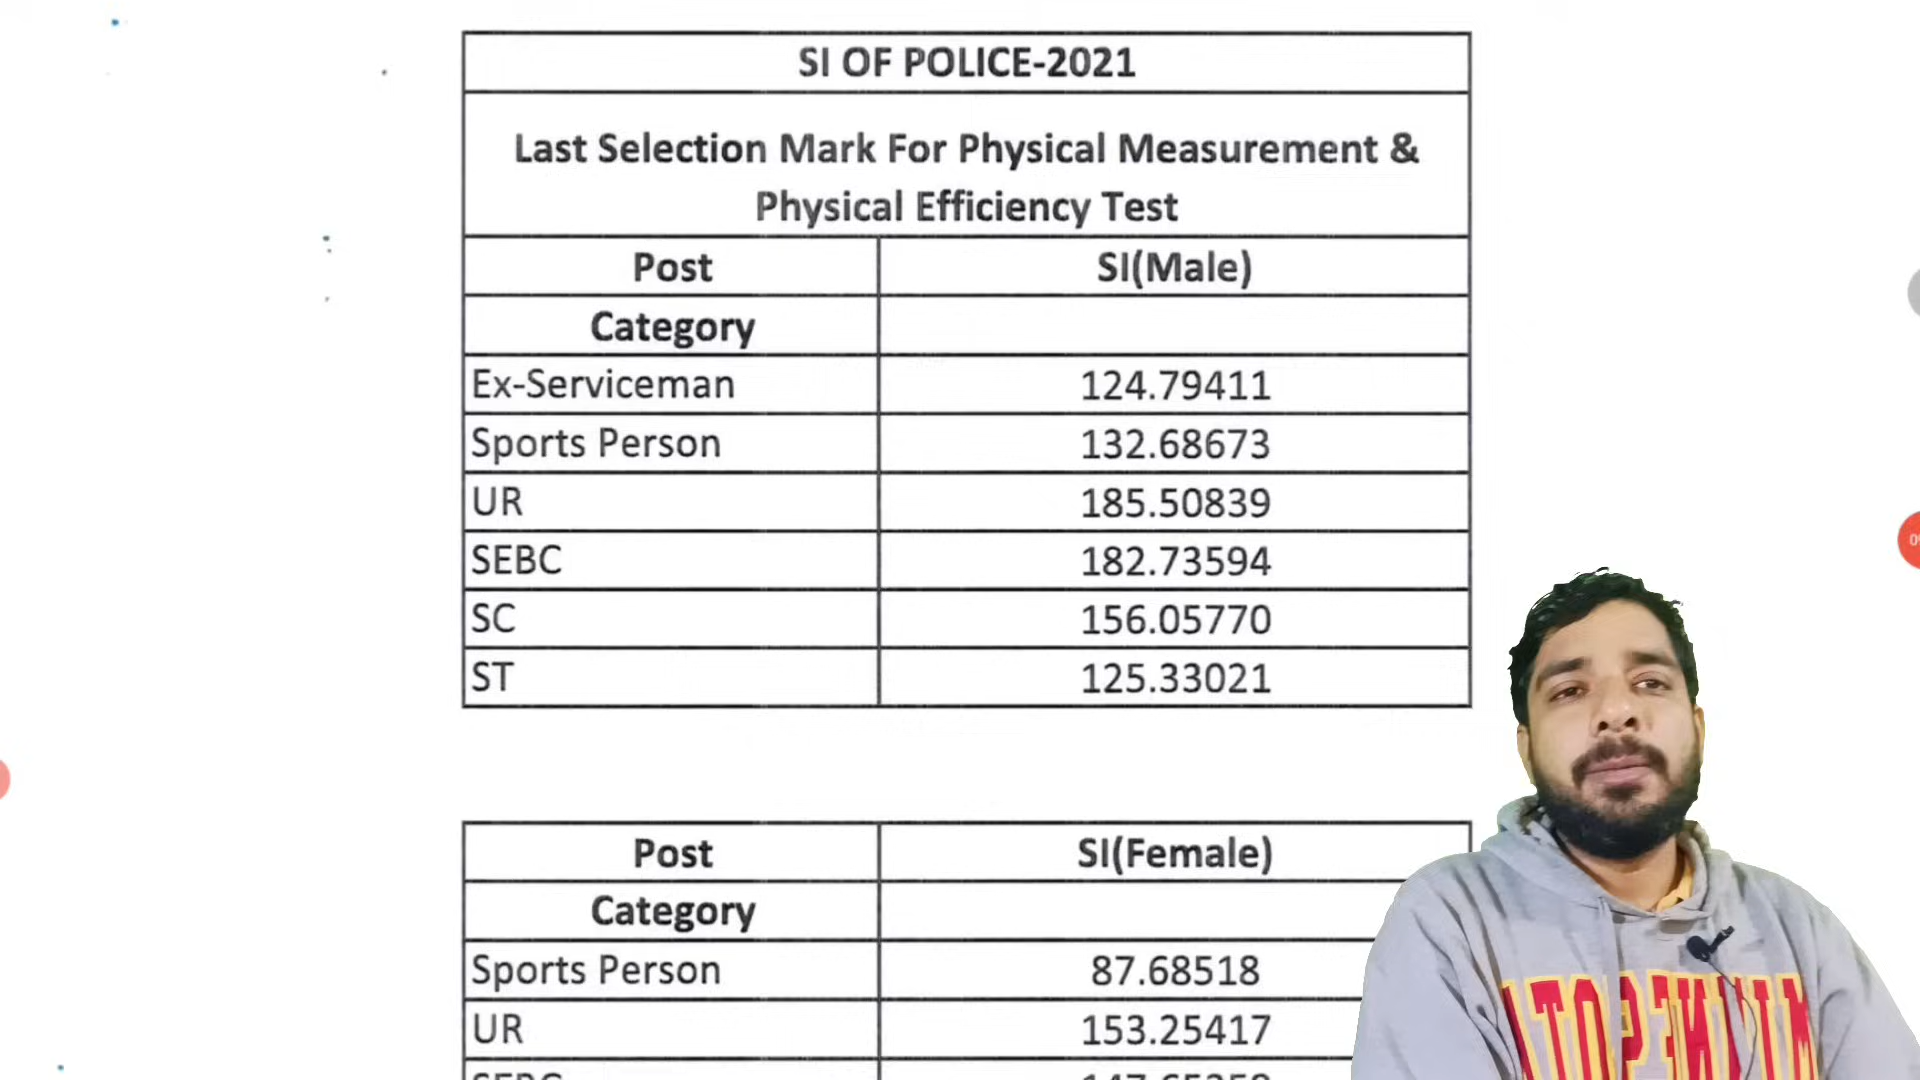 SI OF POLICE-2021
Last Selection Mark For Physical Measurement &
Physical Efficiency Test
Post SI(Male)
Category
Ex-Serviceman 124.79411
Sports Person 132.68673
UR 185.50839
SEBC 182.73594
SC 156.05770
ST 125.33021
Post SI(Female)
Category
Sports Person 87.68518
UR 153.25417